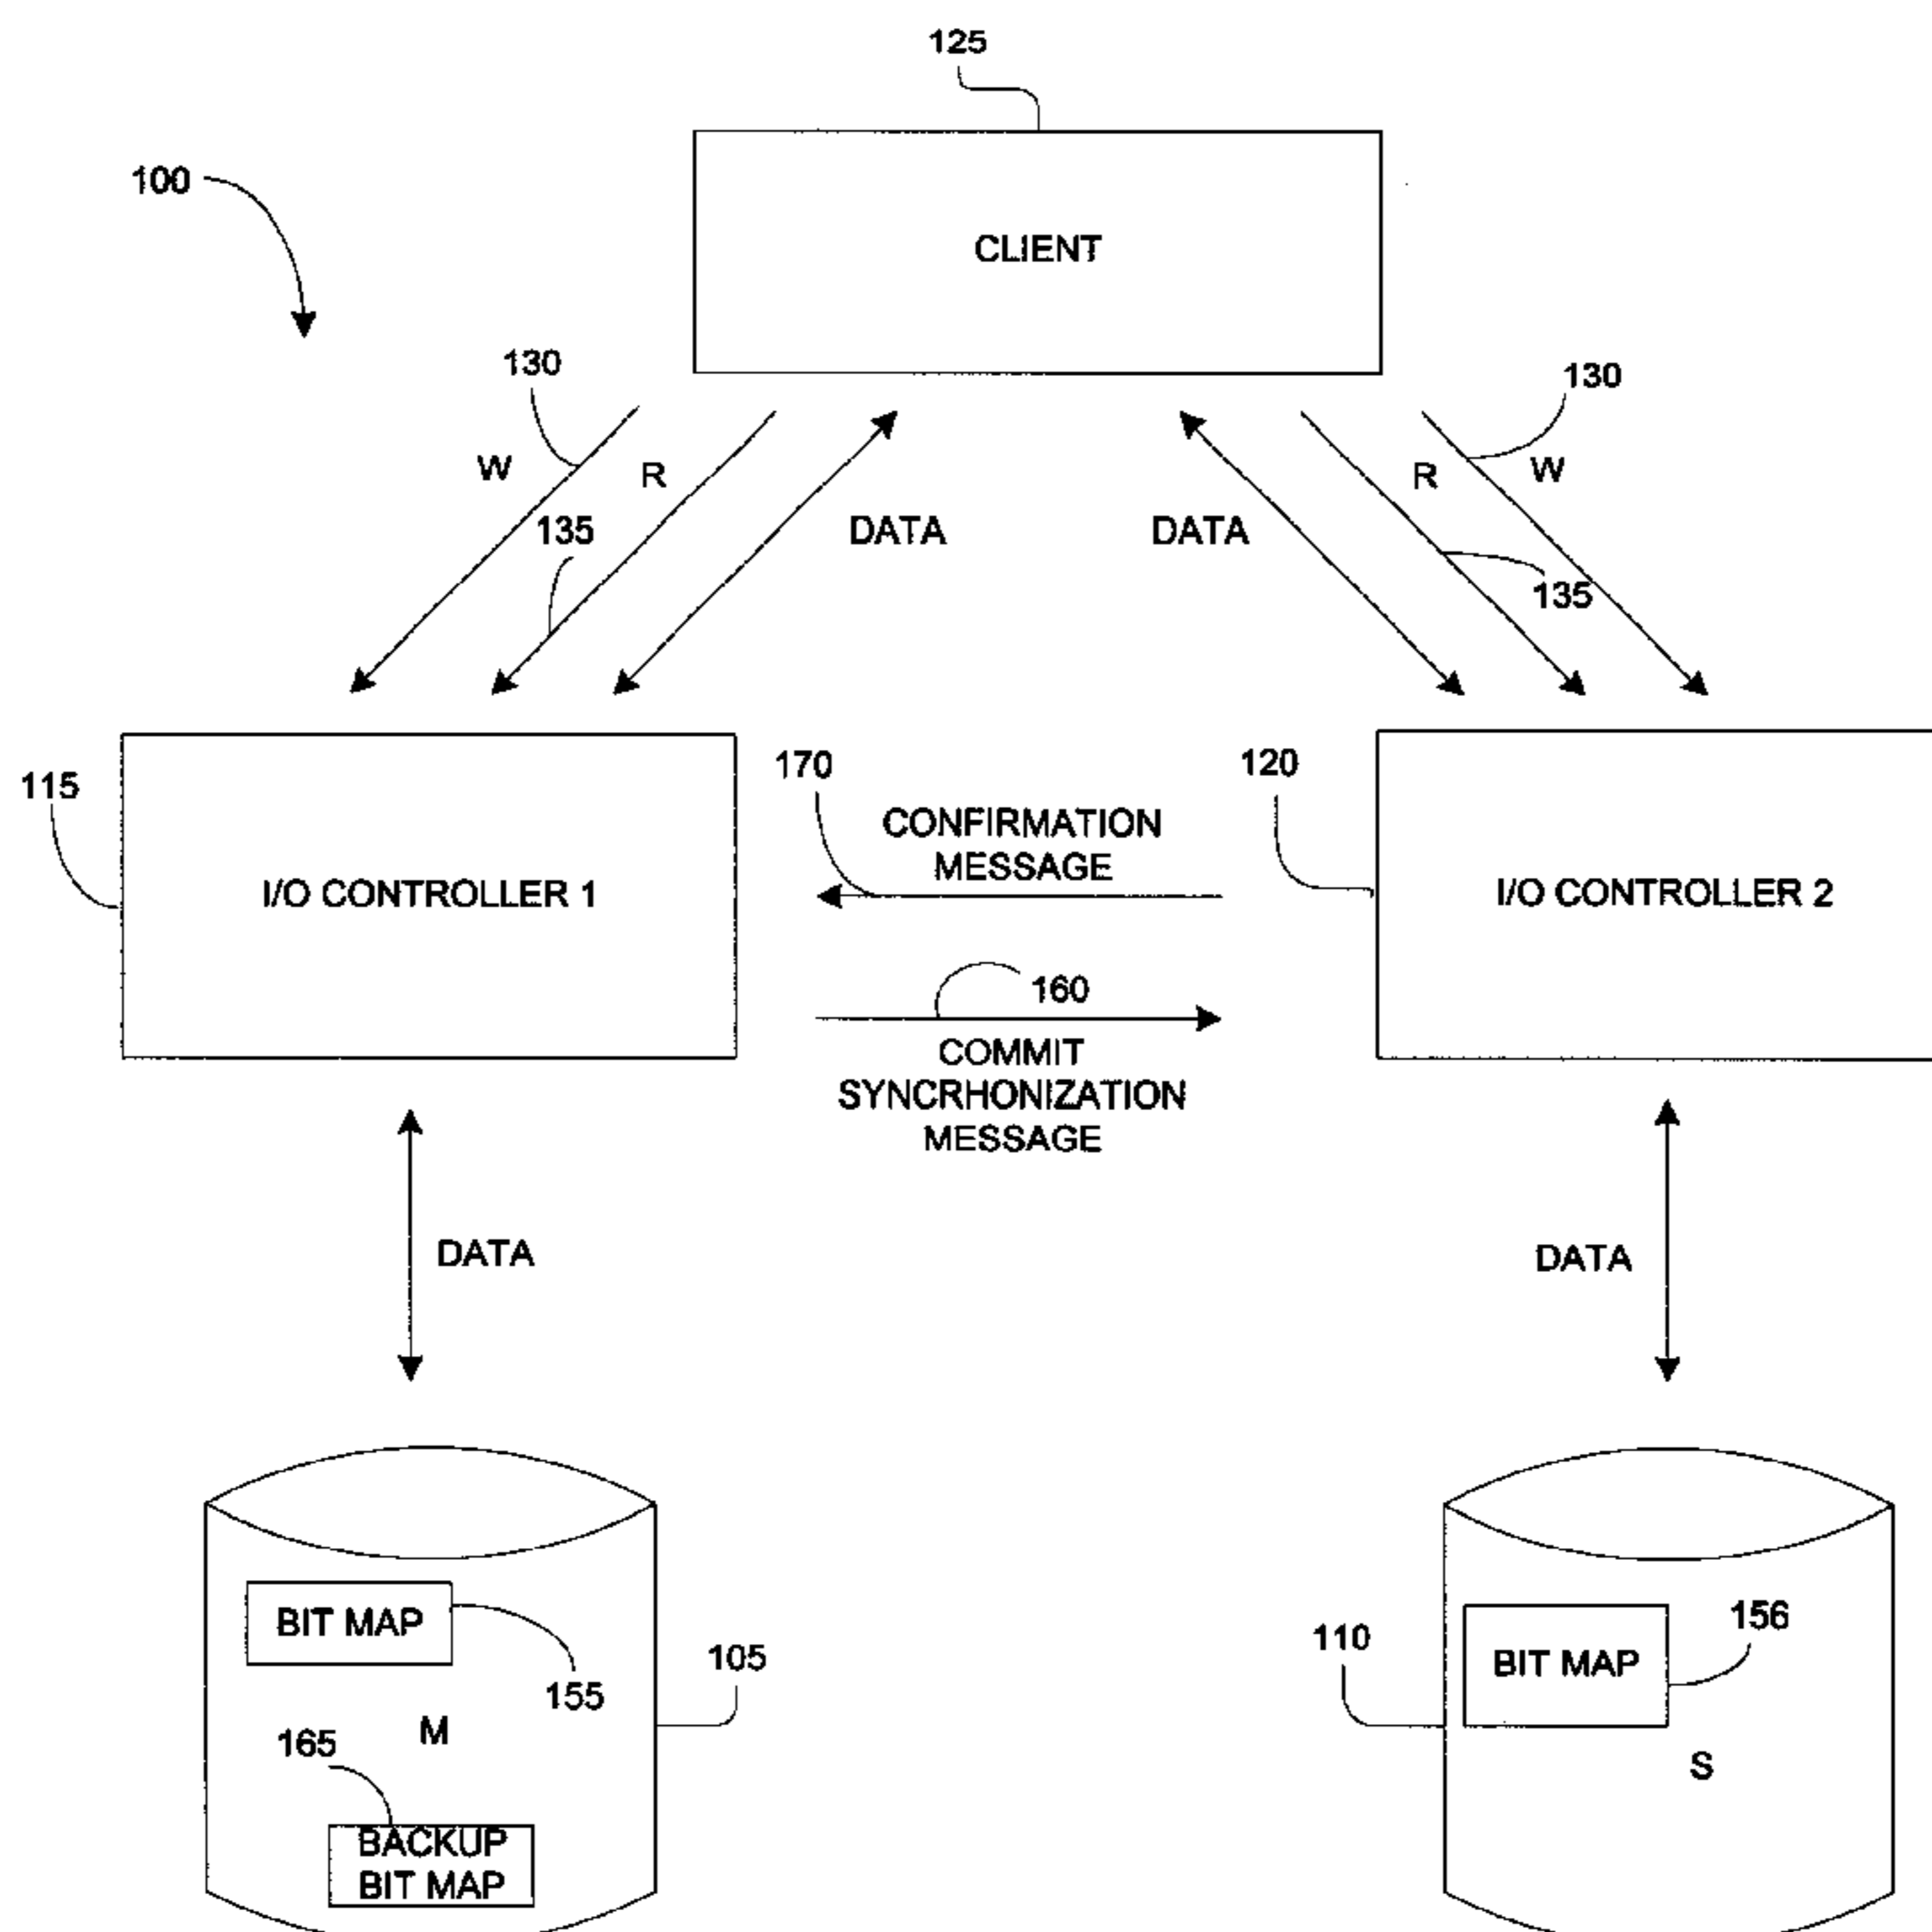 125
100
CLIENT
130
130
W
R
R
W
135
DATA
DATA
135
115
170
120
CONFIRMATION
MESSAGE
I/O CONTROLLER 1
I/O CONTROLLER 2
160
COMMIT
SYNCRHONIZATION
MESSAGE
DATA
DATA
BIT MAP
155
105
110
BIT MAP
156
M
165
S
BACKUP
BIT MAP